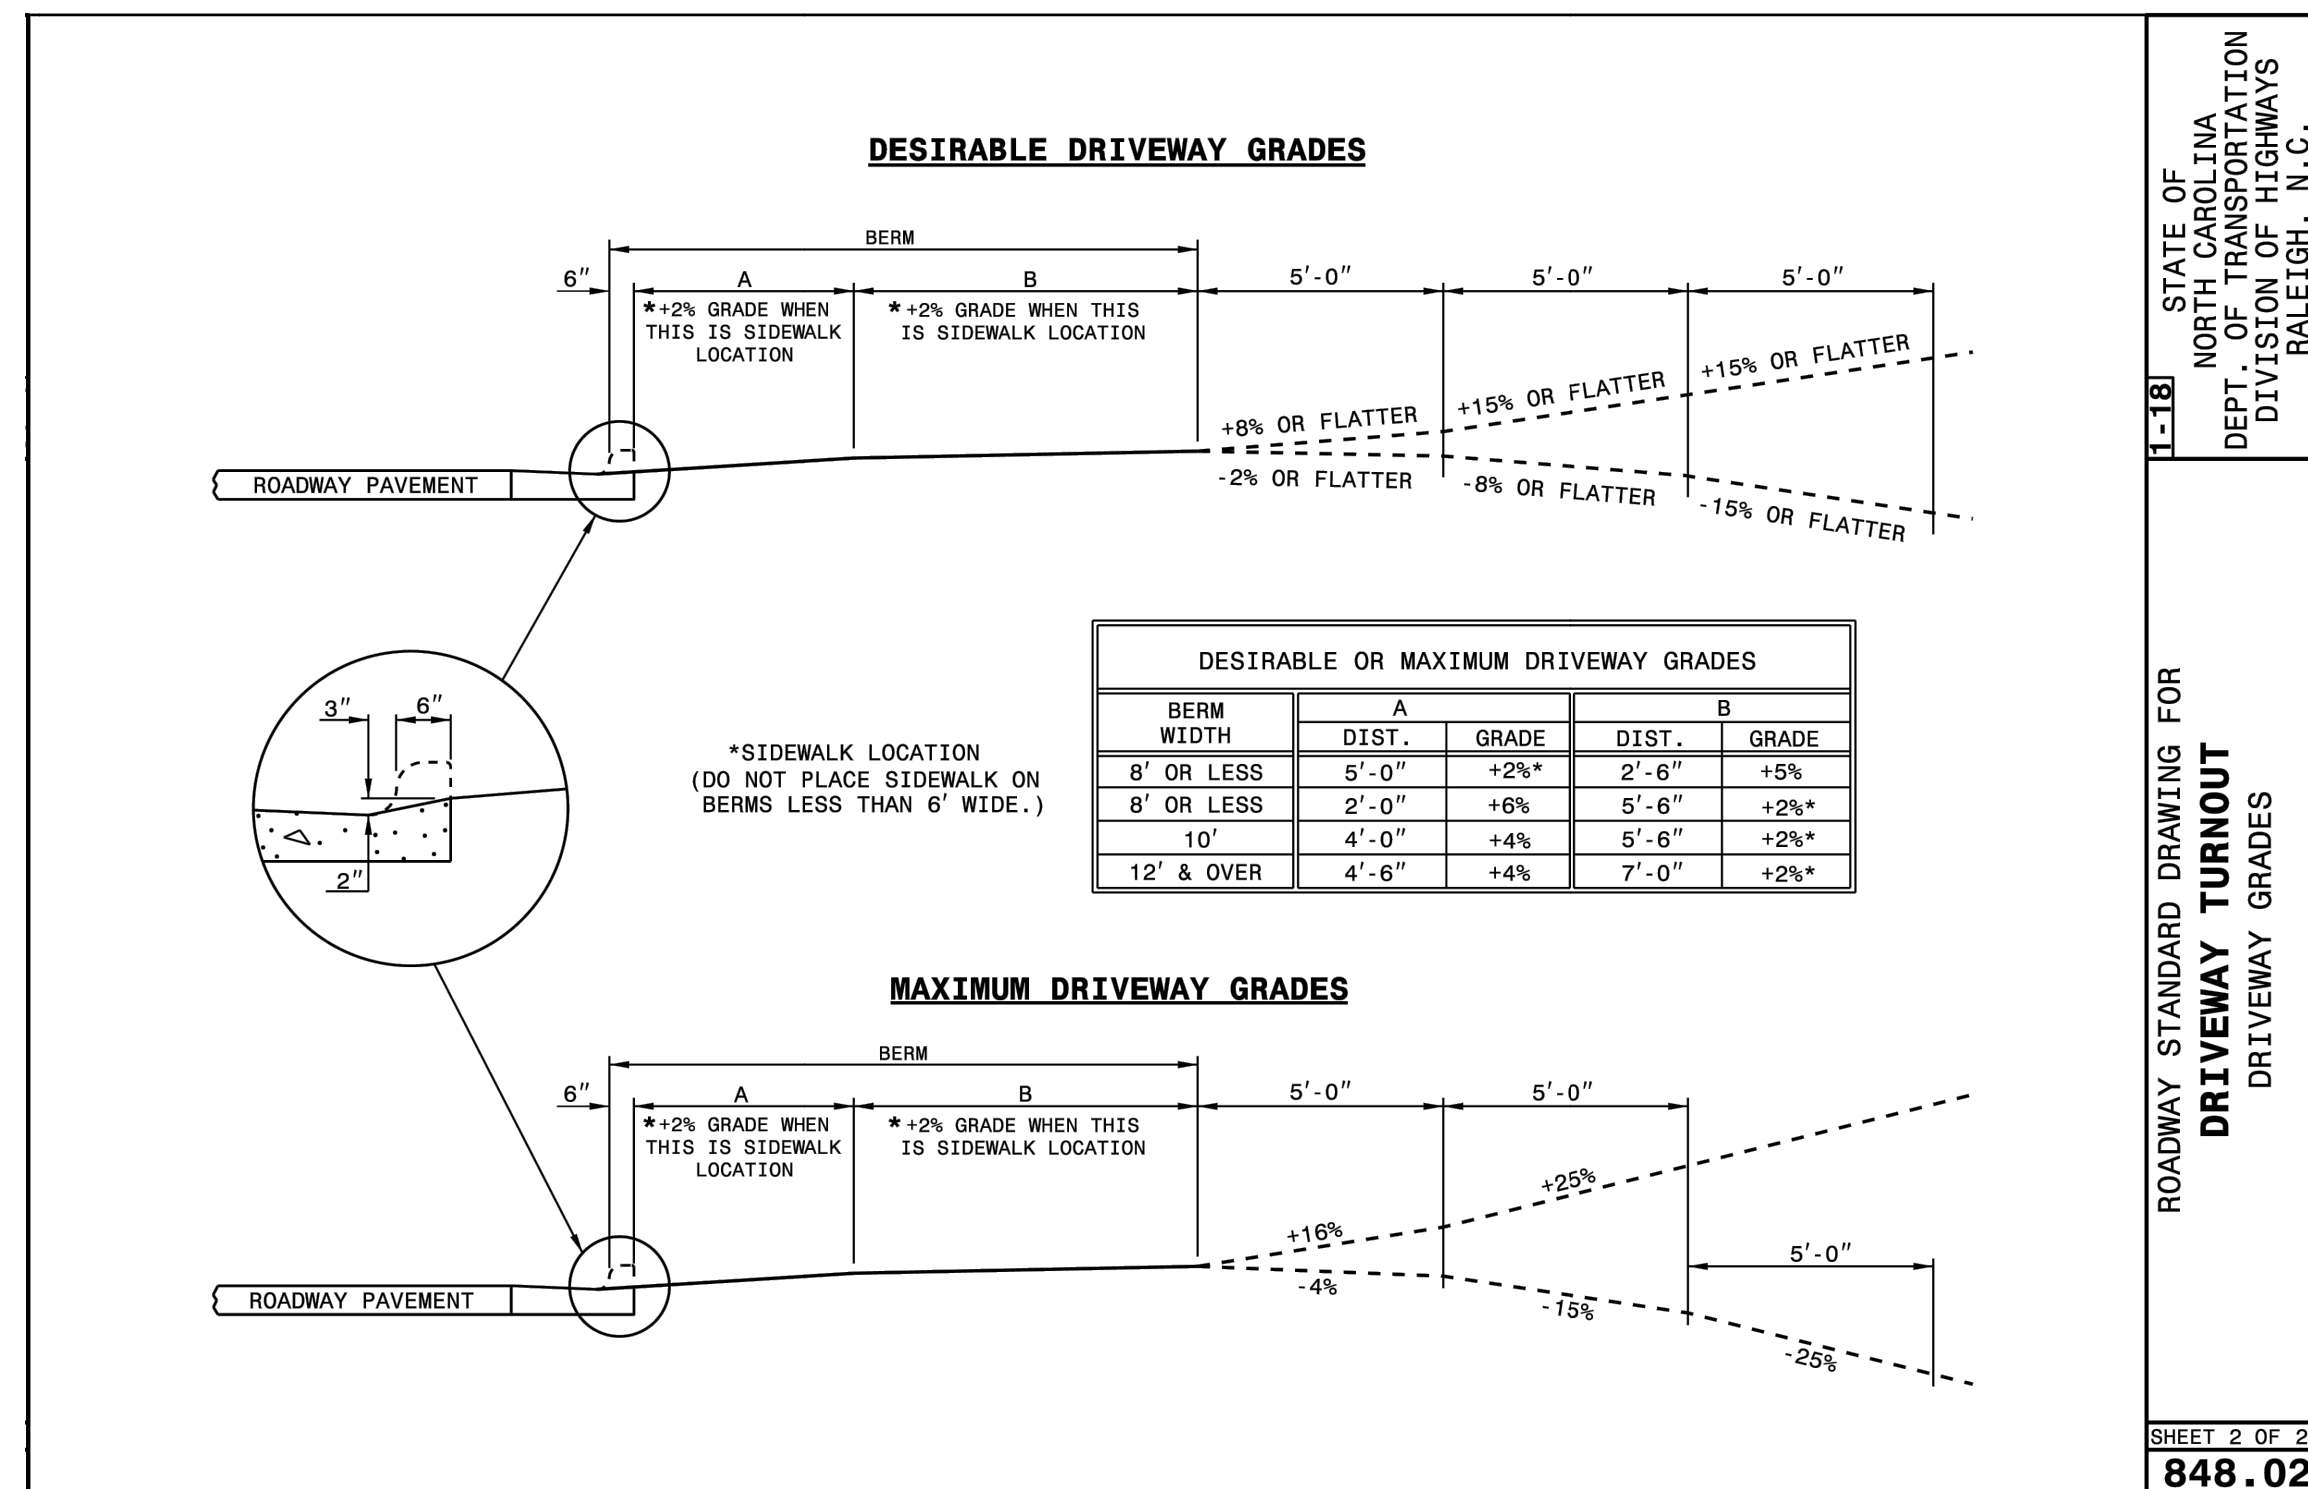 DESIRABLE DRIVEWAY GRADES
BERM
6″ A B 5′-0″ 5′-0″ 5′-0″
*+2% GRADE WHEN
THIS IS SIDEWALK
LOCATION
*+2% GRADE WHEN THIS
IS SIDEWALK LOCATION
+8% OR FLATTER
+15% OR FLATTER
+15% OR FLATTER
-2% OR FLATTER
-8% OR FLATTER
-15% OR FLATTER
ROADWAY PAVEMENT
3″ 6″
2″
*SIDEWALK LOCATION
(DO NOT PLACE SIDEWALK ON
BERMS LESS THAN 6′ WIDE.)
DESIRABLE OR MAXIMUM DRIVEWAY GRADES
BERM
WIDTH
A B
DIST. GRADE DIST. GRADE
8′ OR LESS 5′-0″ +2%* 2′-6″ +5%
8′ OR LESS 2′-0″ +6% 5′-6″ +2%*
10′ 4′-0″ +4% 5′-6″ +2%*
12′ & OVER 4′-6″ +4% 7′-0″ +2%*
MAXIMUM DRIVEWAY GRADES
BERM
6″ A B 5′-0″ 5′-0″
*+2% GRADE WHEN
THIS IS SIDEWALK
LOCATION
*+2% GRADE WHEN THIS
IS SIDEWALK LOCATION
+16%
+25%
-4%
-15%
5′-0″
-25%
ROADWAY PAVEMENT
1-18
STATE OF
NORTH CAROLINA
DEPT. OF TRANSPORTATION
DIVISION OF HIGHWAYS
RALEIGH, N.C.
ROADWAY STANDARD DRAWING FOR
DRIVEWAY TURNOUT
DRIVEWAY GRADES
SHEET 2 OF 2
848.02